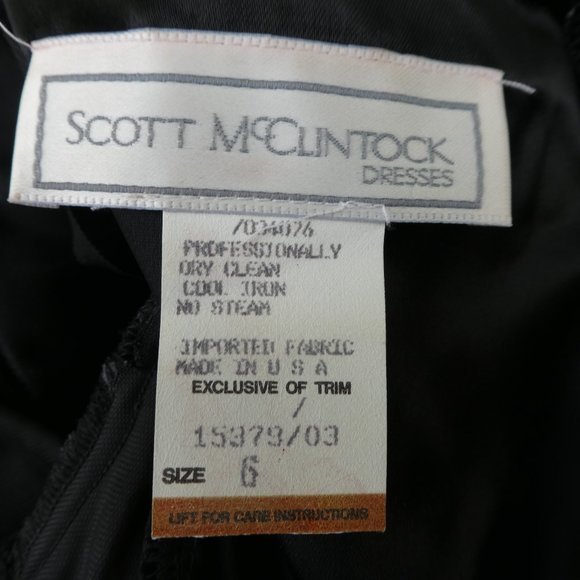 SCOTT McCLINTOCK
DRESSES
/034076
PROFESSIONALLY
DRY CLEAN
COOL IRON
NO STEAM
IMPORTED FABRIC
MADE IN U S A
EXCLUSIVE OF TRIM
/
15379/03
SIZE 6
LIFT FOR CARE INSTRUCTIONS